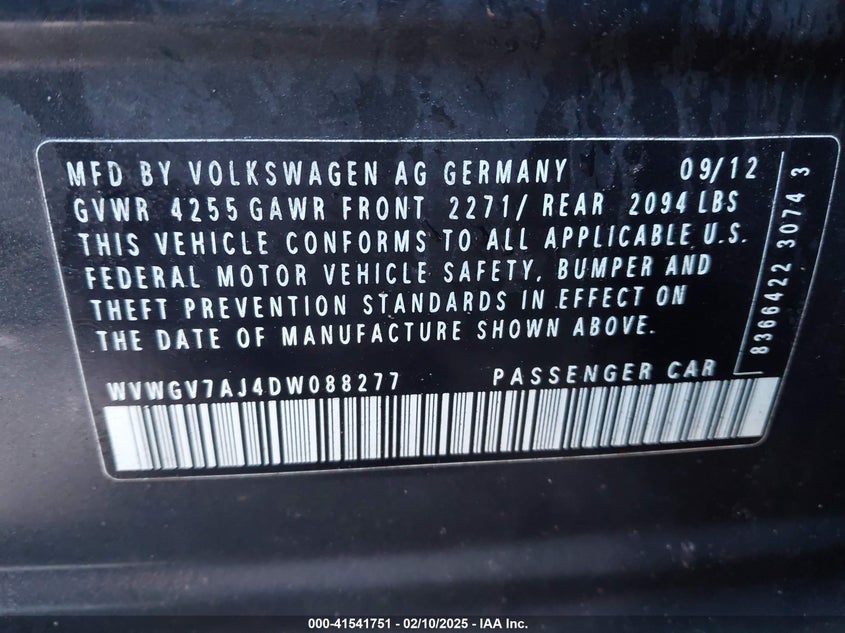 MFD BY VOLKSWAGEN AG GERMANY 09/12
GVWR 4255 GAWR FRONT 2271/ REAR 2094 LBS
THIS VEHICLE CONFORMS TO ALL APPLICABLE U.S.
FEDERAL MOTOR VEHICLE SAFETY, BUMPER AND
THEFT PREVENTION STANDARDS IN EFFECT ON
THE DATE OF MANUFACTURE SHOWN ABOVE.
WVWGV7AJ4DW088277 PASSENGER CAR
8366422 3074 3
000-41541751 — 02/10/2025 — IAA Inc.